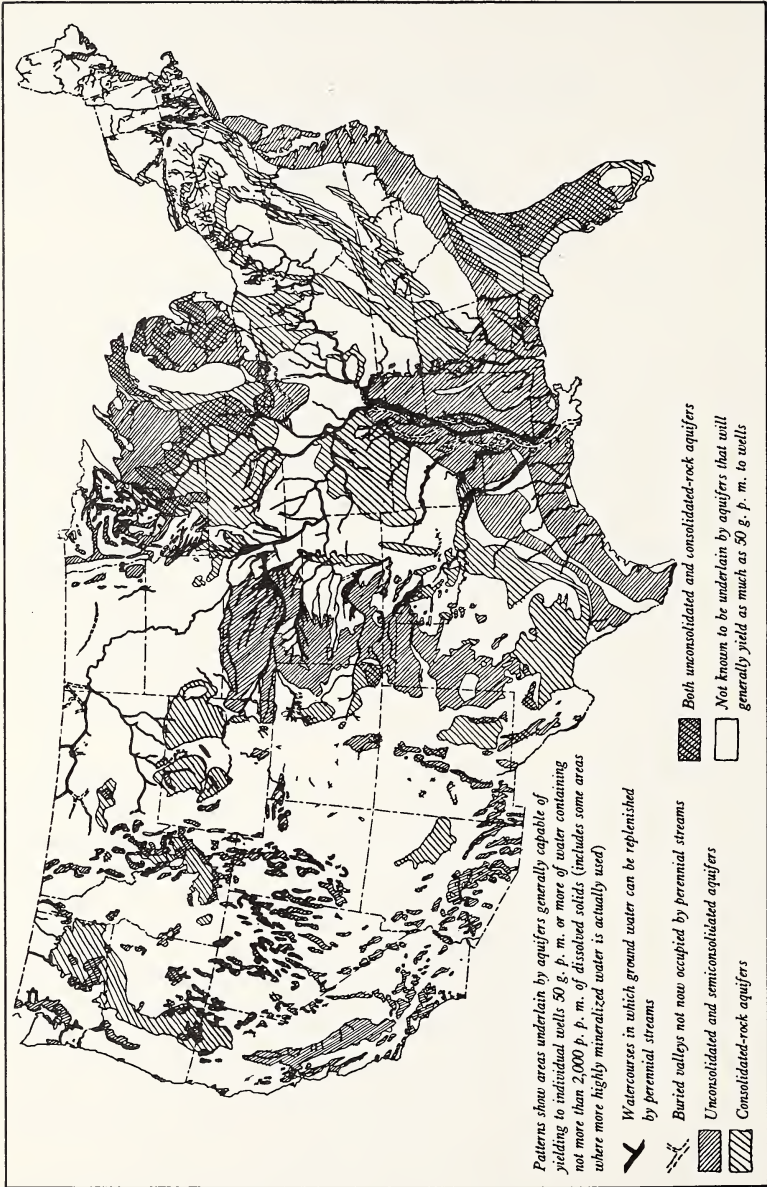 Patterns show areas underlain by aquifers generally capable of
yielding to individual wells 50 g. p. m. or more of water containing
not more than 2,000 p. p. m. of dissolved solids (includes some areas
where more highly mineralized water is actually used)
Watercourses in which ground water can be replenished
by perennial streams
Buried valleys not now occupied by perennial streams
Unconsolidated and semiconsolidated aquifers
Consolidated-rock aquifers
Both unconsolidated and consolidated-rock aquifers
Not known to be underlain by aquifers that will
generally yield as much as 50 g. p. m. to wells